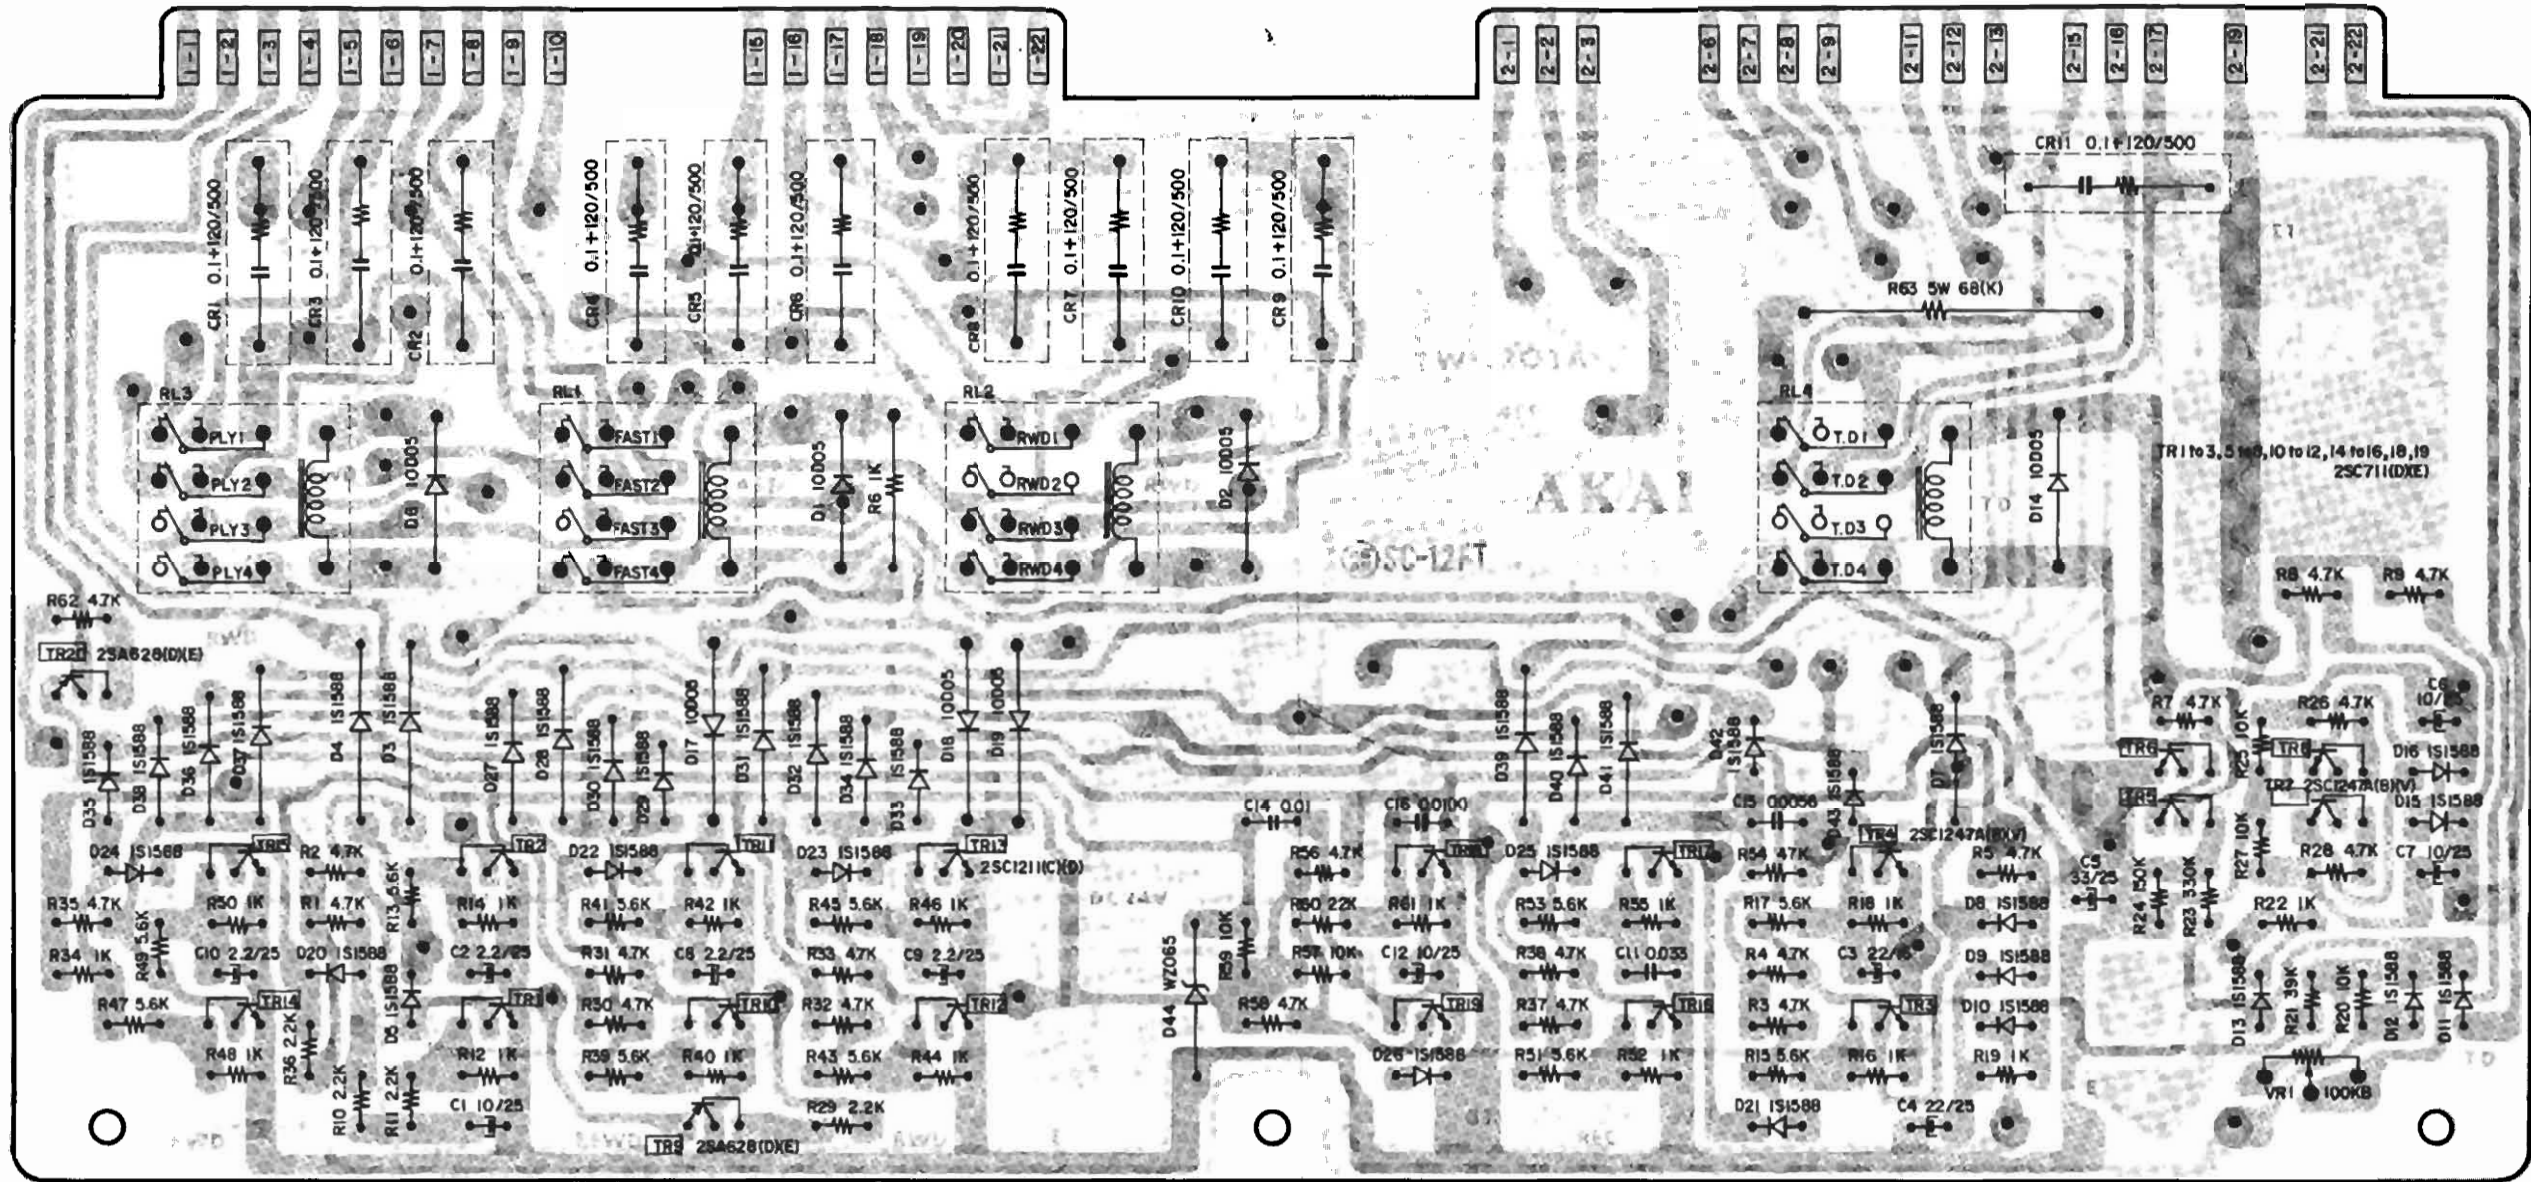 1-1 1-2 1-3 1-4 1-5 1-6 1-7 1-8 1-9 1-10 1-15 1-16 1-17 1-18 1-19 1-20 1-21 1-22
2-1 2-2 2-3 2-6 2-7 2-8 2-9 2-11 2-12 2-13 2-15 2-16 2-17 2-19 2-21 2-22
CR1 0.1+120/500
CR3 0.1+120/500
CR2 0.1+120/500
CR4 0.1+120/500
CR5 0.1+120/500
CR6 0.1+120/500
CR8 0.1+120/500
CR7 0.1+120/500
CR10 0.1+120/500
CR9 0.1+120/500
CR11 0.1+120/500
R63 5W 68(K)
RL3
PLY1
PLY2
PLY3
PLY4
D6 10D05
RL1
FAST1
FAST2
FAST3
FAST4
D1 10D05
R6 1K
RL2
RWD1
RWD2
RWD3
RWD4
D2 10D05
AKAI
SC-12FT
RL4
T.D1
T.D2
T.D3
T.D4
D14 10D05
TR1 to 3, 5 to 8, 10 to 12, 14 to 16, 18, 19
2SC711(D)(E)
R62 4.7K
TR20 2SA628(D)(E)
R8 4.7K
R9 4.7K
D35 1S1588
D38 1S1588
D36 1S1588
D37 1S1588
D4 1S1588
D3 1S1588
D27 1S1588
D28 1S1588
D30 1S1588
D29 1S1588
D17 10D05
D31 1S1588
D32 1S1588
D34 1S1588
D33 1S1588
D18 10D05
D19 10D05
D39 1S1588
D40 1S1588
D41 1S1588
D42 1S1588
D43 1S1588
D7 1S1588
R7 4.7K
R25 10K
R26 4.7K
C6 10/25
TR6
TR8
D16 1S1588
TR5
TR7 2SC1247A(B)(V)
D15 1S1588
C14 0.01
C16
C15 0.0056
D24 1S1588
TR15
R2 4.7K
R13 5.6K
TR2
D22 1S1588
TR11
D23 1S1588
TR13
2SC1211(C)(D)
R56 4.7K
TR18
D25 1S1588
TR17
R54 47K
TR4 2SC1247A(B)(V)
R5 4.7K
C5 33/25
R24 150K
R23 330K
R27 10K
R28 4.7K
C7 10/25
R35 4.7K
R49 5.6K
R50 1K
R1 4.7K
R14 1K
R41 5.6K
R42 1K
R45 5.6K
R46 1K
R59 10K
R60 22K
R61 1K
R53 5.6K
R55 1K
R17 5.6K
R18 1K
D8 1S1588
R22 1K
DC 24V
R34 1K
C10 2.2/25
D20 1S1588
C2 2.2/25
R31 4.7K
C8 2.2/25
R33 4.7K
C9 2.2/25
D44 WZ065
R57 10K
C12 10/25
R38 4.7K
C11 0.033
R4 4.7K
C3
D9 1S1588
R47 5.6K
TR14
R36 2.2K
D5 1S1588
TR1
R30 4.7K
TR10
R32 4.7K
TR12
R58 4.7K
TR19
R37 4.7K
TR16
R3 4.7K
TR3
D10 1S1588
D13 1S1588
R21 39K
R20 10K
D12 1S1588
D11 1S1588
R48 1K
R10 2.2K
R11 2.2K
R12 1K
R39 5.6K
R40 1K
R43 5.6K
R44 1K
D26 1S1588
R51 5.6K
R52 1K
R15 5.6K
R16 1K
R19 1K
VR1 100KB
C1 10/25
R29 2.2K
D21 1S1588
C4 22/25
TR9 2SA628(D)(E)